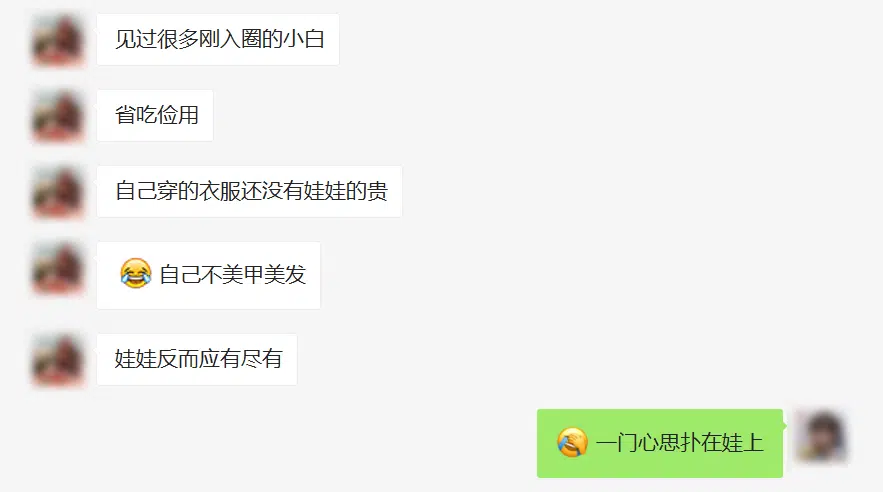 见过很多刚入圈的小白
省吃俭用
自己穿的衣服还没有娃娃的贵
😂 自己不美甲美发
娃娃反而应有尽有
🤣 一门心思扑在娃上